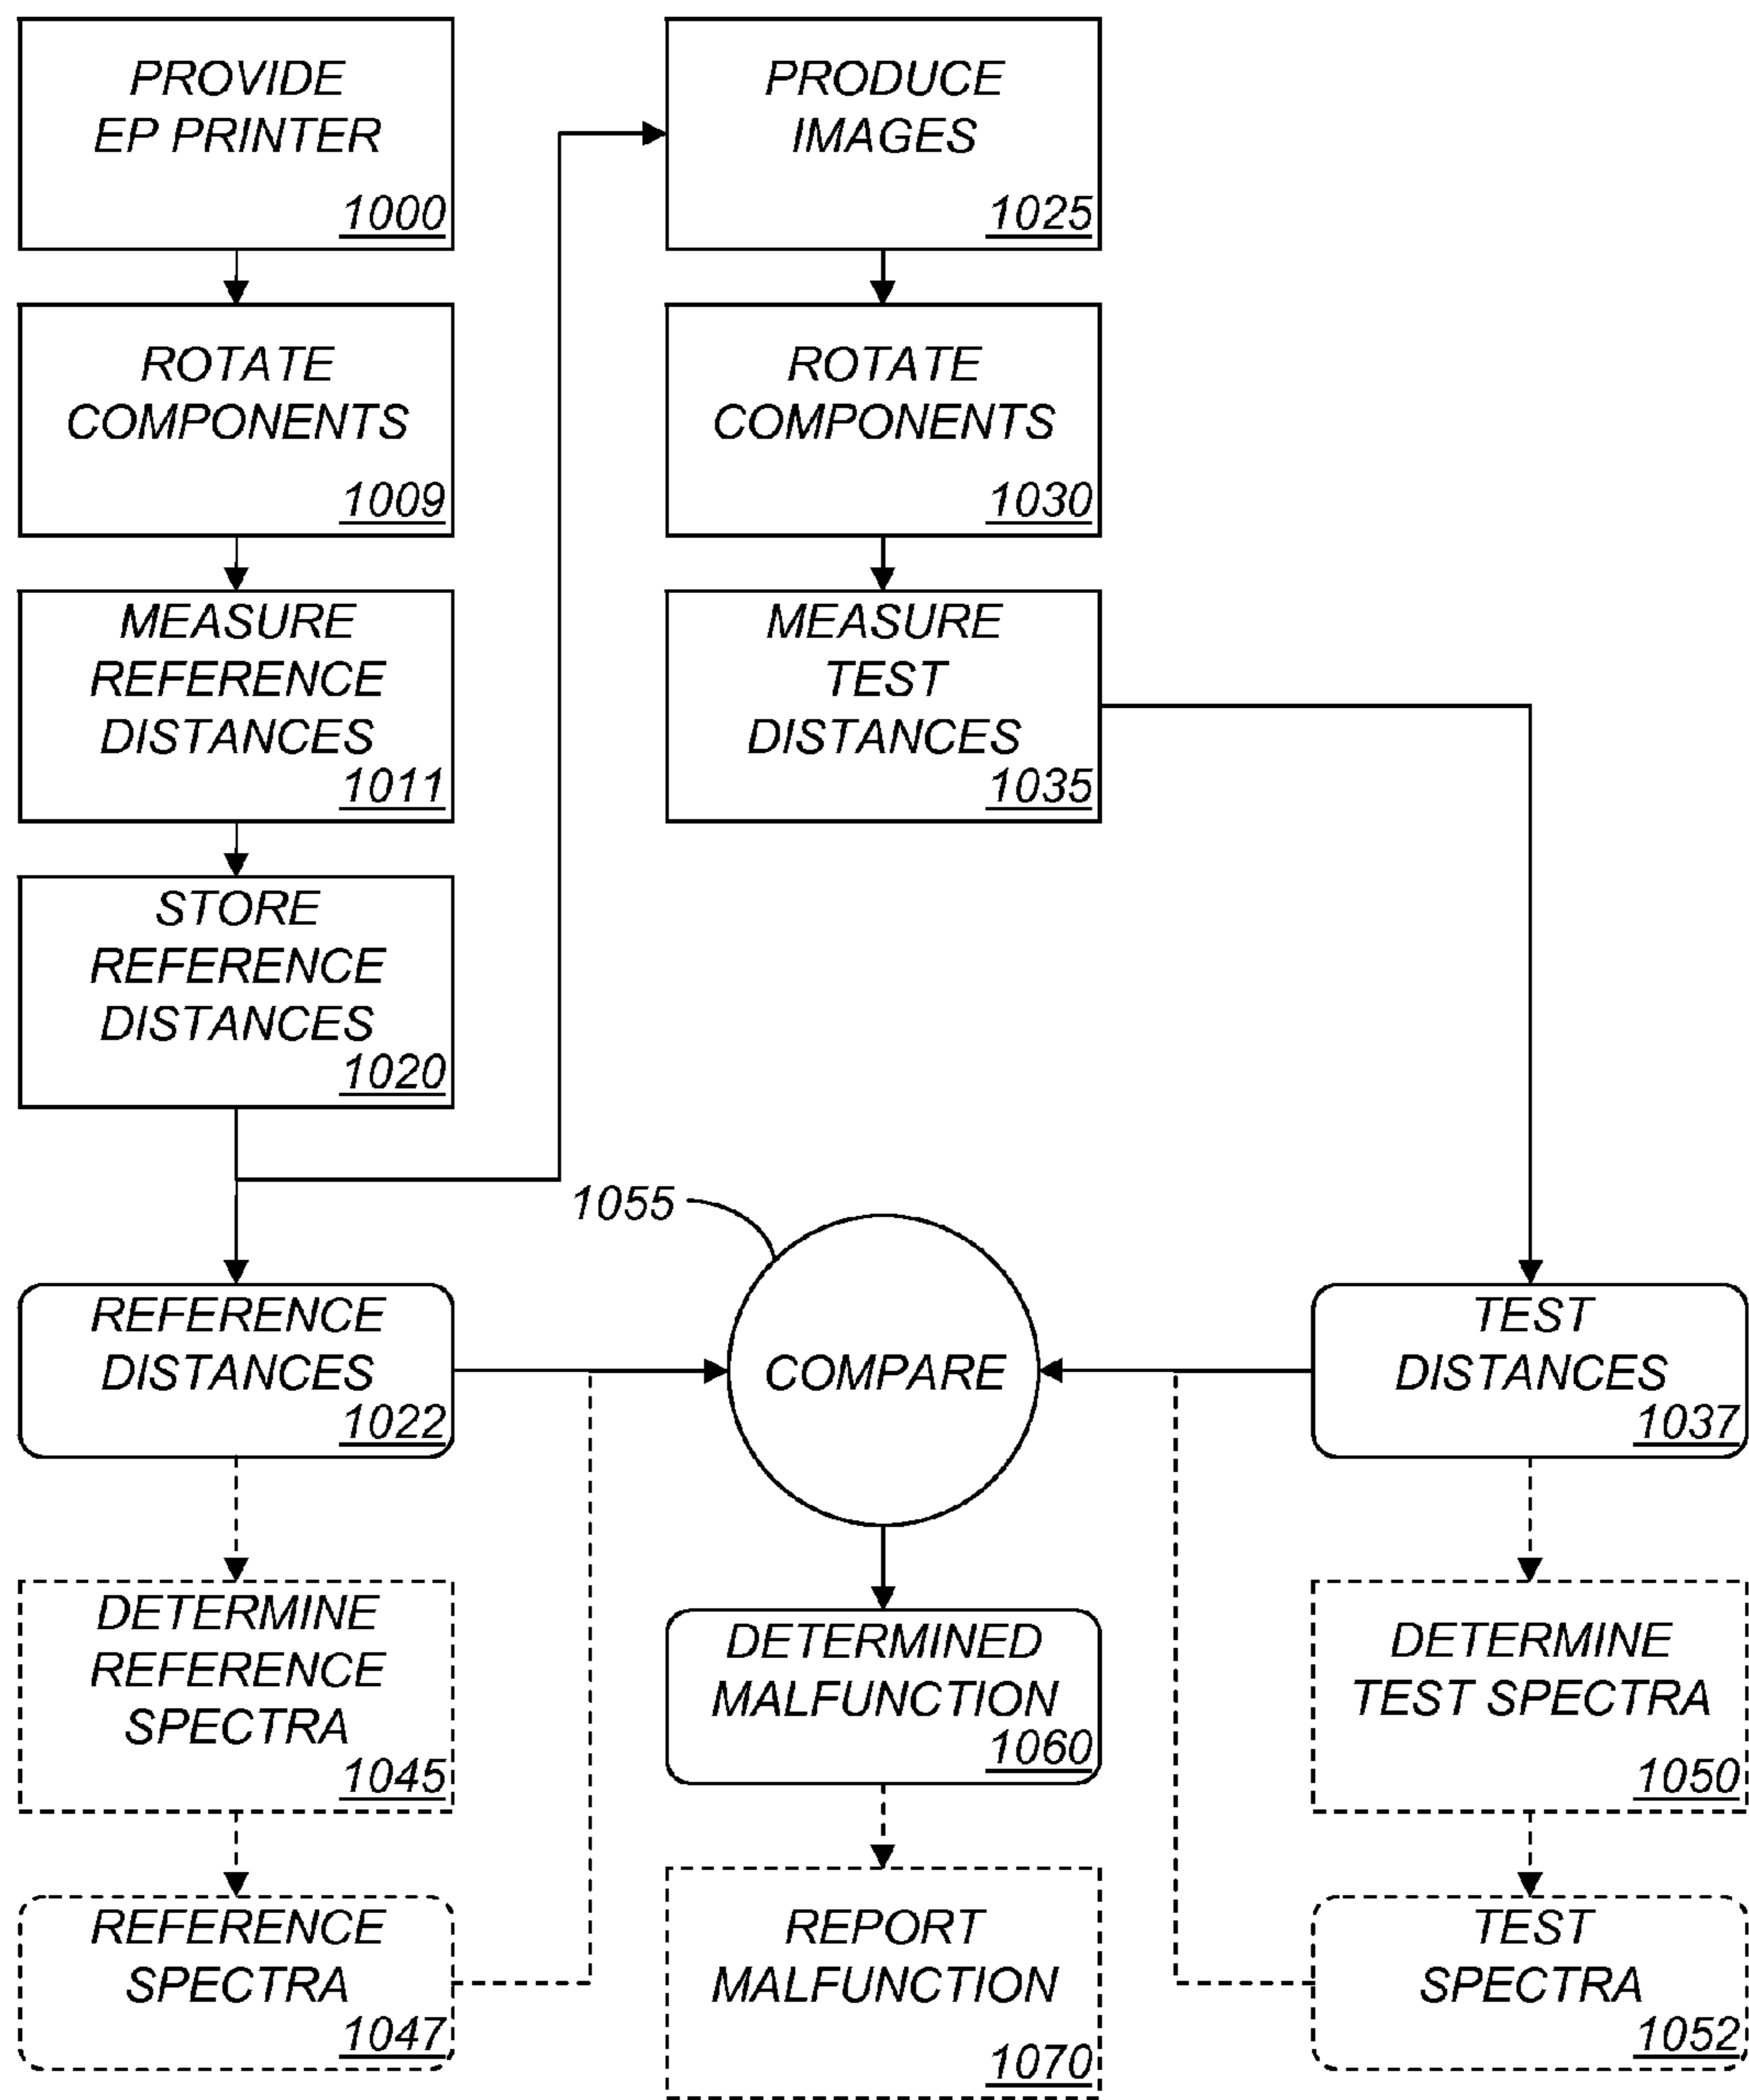 PROVIDE
EP PRINTER
1000
ROTATE
COMPONENTS
1009
MEASURE
REFERENCE
DISTANCES
1011
STORE
REFERENCE
DISTANCES
1020
PRODUCE
IMAGES
1025
ROTATE
COMPONENTS
1030
MEASURE
TEST
DISTANCES
1035
REFERENCE
DISTANCES
1022
1055
COMPARE
TEST
DISTANCES
1037
DETERMINE
REFERENCE
SPECTRA
1045
DETERMINED
MALFUNCTION
1060
DETERMINE
TEST SPECTRA
1050
REFERENCE
SPECTRA
1047
REPORT
MALFUNCTION
1070
TEST
SPECTRA
1052